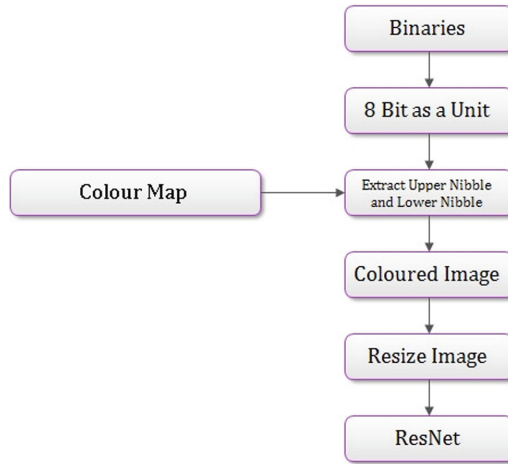 Binaries
8 Bit as a Unit
Colour Map
Extract Upper Nibble
and Lower Nibble
Coloured Image
Resize Image
ResNet